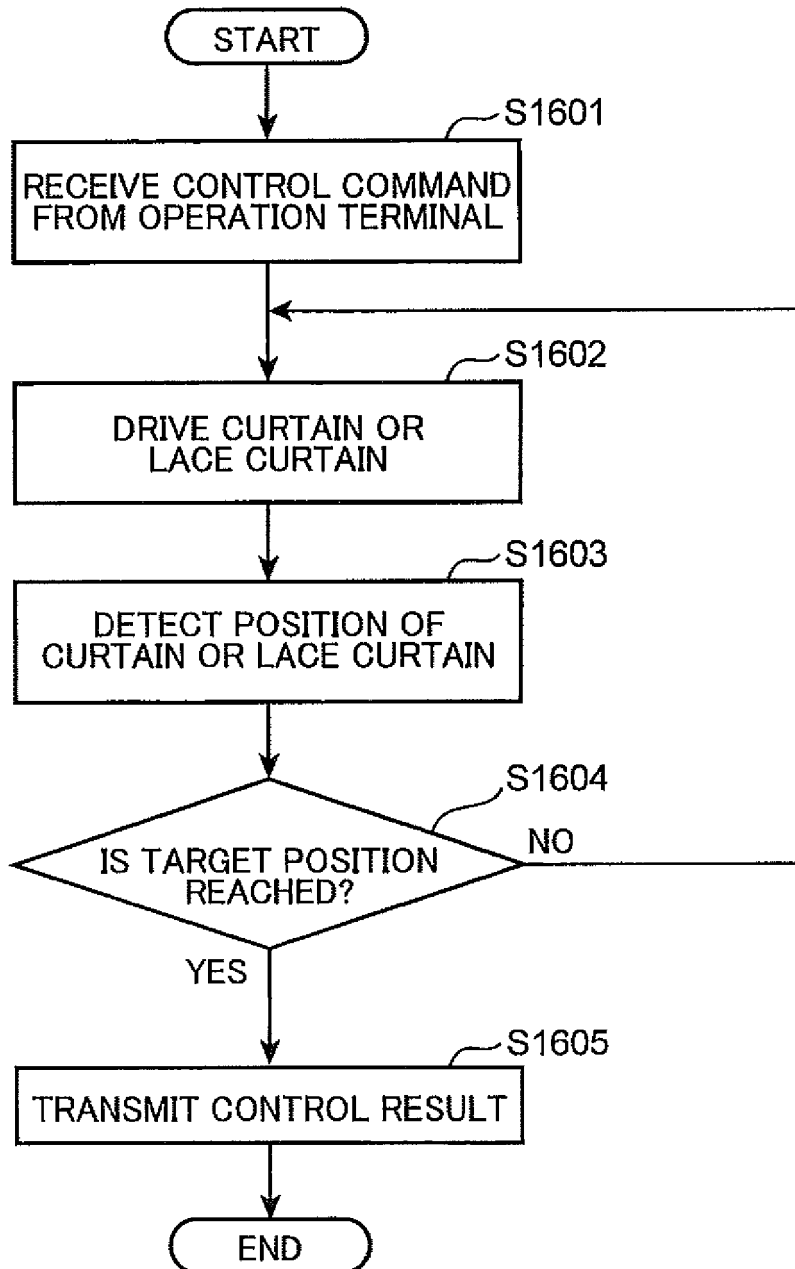 START
S1601
RECEIVE CONTROL COMMAND
FROM OPERATION TERMINAL
S1602
DRIVE CURTAIN OR
LACE CURTAIN
S1603
DETECT POSITION OF
CURTAIN OR LACE CURTAIN
S1604
IS TARGET POSITION
REACHED?
NO
YES
S1605
TRANSMIT CONTROL RESULT
END